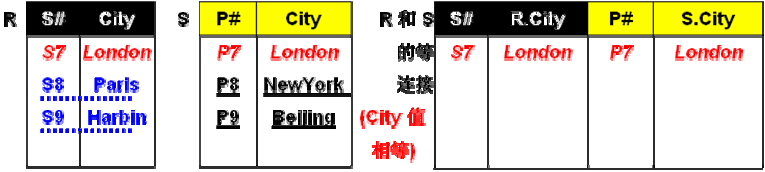 R S# City S P# City R 和 S S# R.City P# S.City
S7 London P7 London 的等 S7 London P7 London
S8 Paris P8 NewYork 连接
S9 Harbin P9 Beijing (City 值
相等)